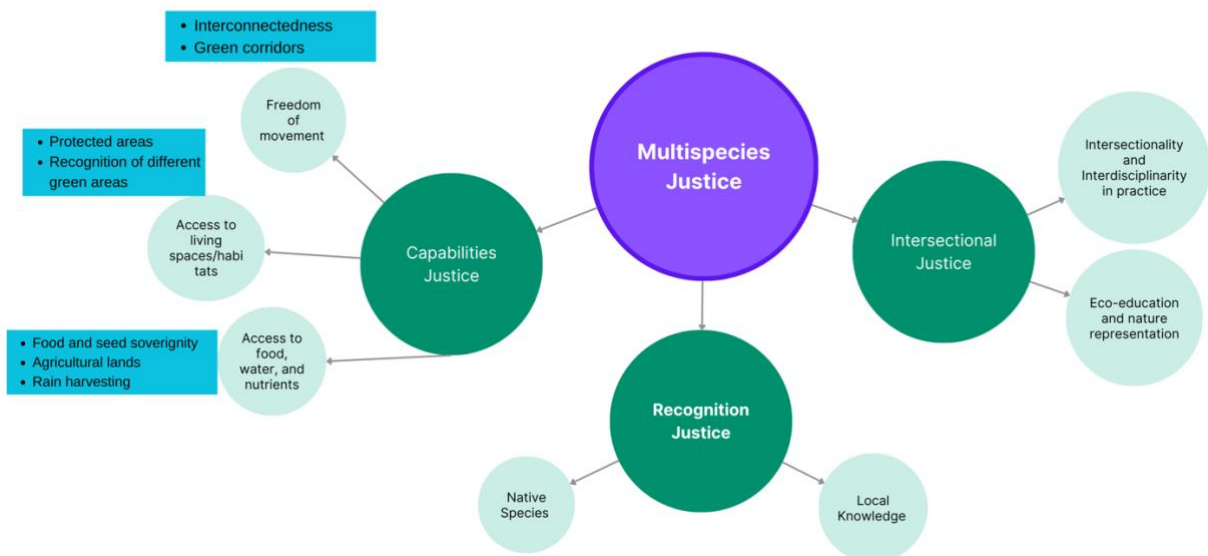 • Interconnectedness
• Green corridors
Freedom
of
movement
• Protected areas
• Recognition of different
green areas
Access to
living
spaces/habi
tats
• Food and seed soverignity
• Agricultural lands
• Rain harvesting
Access to
food,
water, and
nutrients
Capabilities
Justice
Multispecies
Justice
Intersectional
Justice
Intersectionality
and
Interdisciplinarity
in practice
Eco-education
and nature
representation
Recognition
Justice
Native
Species
Local
Knowledge